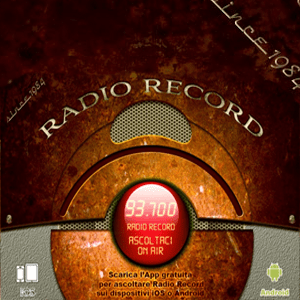 since 1984
since 1984
RADIO RECORD
93.700
RADIO RECORD
ASCOLTACI
ON AIR
Scarica l'App gratuita
per ascoltare Radio Record
sui dispositivi iOS o Android
iOS
Android